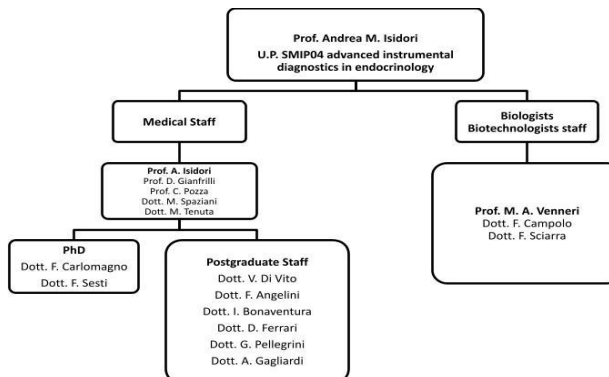 Prof. Andrea M. Isidori
U.P. SMIP04 advanced instrumental
diagnostics in endocrinology
Medical Staff
Biologists
Biotechnologists staff
Prof. A. Isidori
Prof. D. Gianfrilli
Prof. C. Pozza
Dott. M. Spaziani
Dott. M. Tenuta
Prof. M. A. Venneri
Dott. F. Campolo
Dott. F. Sciarra
PhD
Dott. F. Carlomagno
Dott. F. Sesti
Postgraduate Staff
Dott. V. Di Vito
Dott. F. Angelini
Dott. I. Bonaventura
Dott. D. Ferrari
Dott. G. Pellegrini
Dott. A. Gagliardi